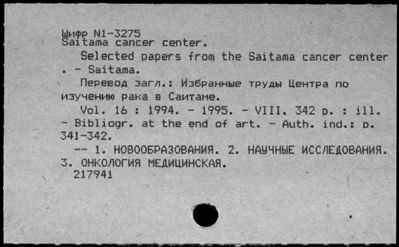 Шифр N1-3275
Saitama cancer center.
Selected papers from the Saitama cancer center
. - Saitama.
Перевод загл.: Избранные труды Центра по
изучению рака в Саитаме.
Vol. 16 : 1994. - 1995. - VIII, 342 p. : ill.
- Bibliogr. at the end of art. - Auth. ind.: p.
341-342.
-- 1. НОВООБРАЗОВАНИЯ. 2. НАУЧНЫЕ ИССЛЕДОВАНИЯ.
3. ОНКОЛОГИЯ МЕДИЦИНСКАЯ.
217941